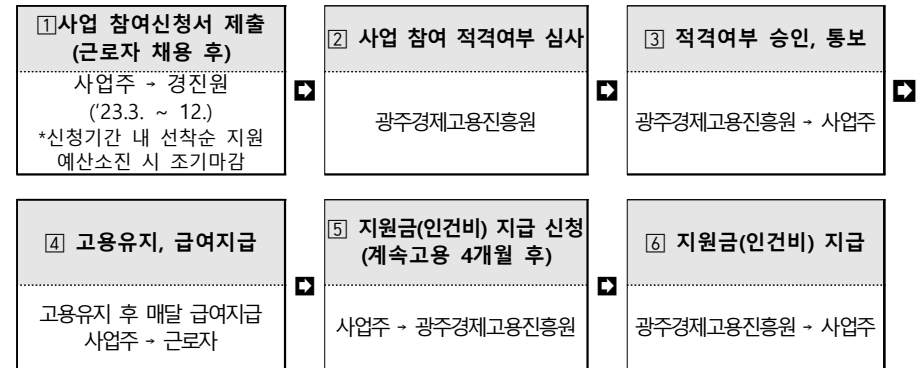 1 사업 참여신청서 제출
(근로자 채용 후)
사업주 → 경진원
('23.3. ~ 12.)
*신청기간 내 선착순 지원
예산소진 시 조기마감
2 사업 참여 적격여부 심사
광주경제고용진흥원
3 적격여부 승인, 통보
광주경제고용진흥원 → 사업주
4 고용유지, 급여지급
고용유지 후 매달 급여지급
사업주 → 근로자
5 지원금(인건비) 지급 신청
(계속고용 4개월 후)
사업주 → 광주경제고용진흥원
6 지원금(인건비) 지급
광주경제고용진흥원 → 사업주